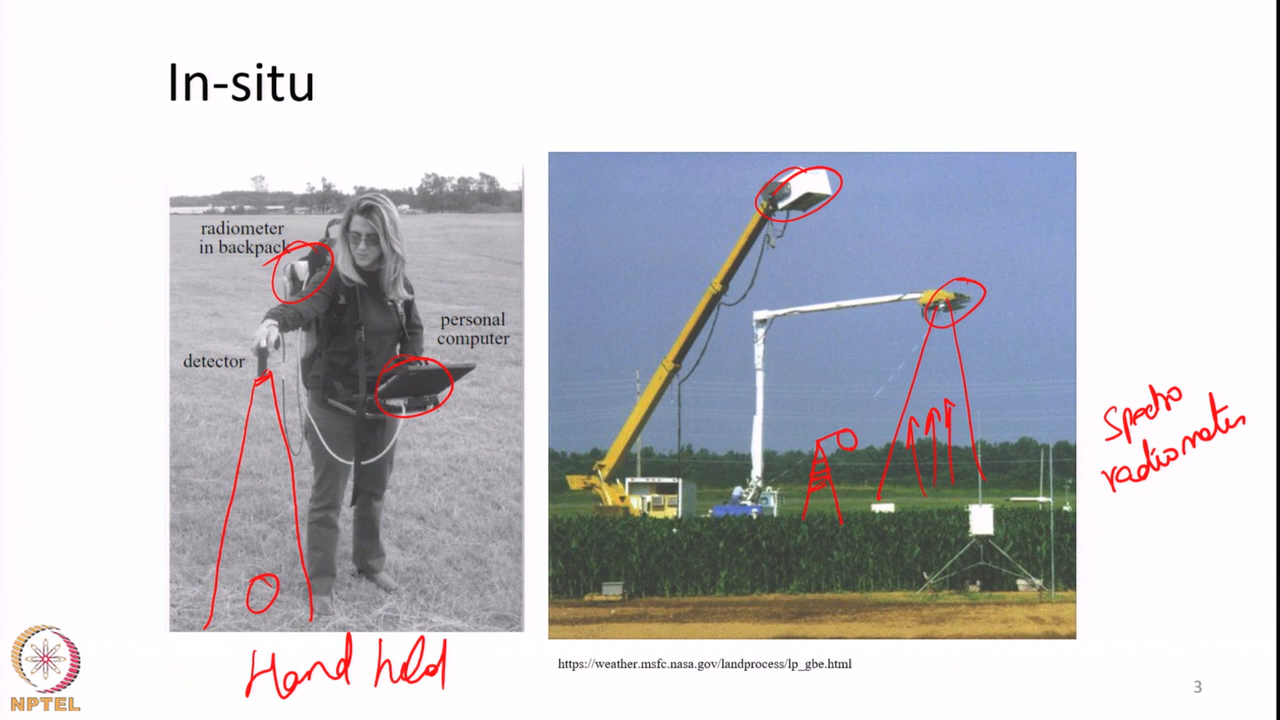 In-situ
radiometer
in backpack
detector
personal
computer
Spectro
radiometer
Hand held
https://weather.msfc.nasa.gov/landprocess/lp_gbe.html
NPTEL
3